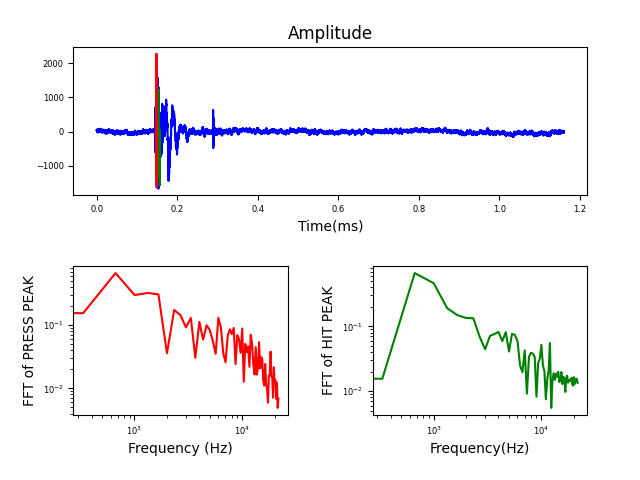 Amplitude
2000
1000
0
−1000
0.0 0.2 0.4 0.6 0.8 1.0 1.2
Time(ms)
FFT of PRESS PEAK
10⁻¹
10⁻²
10³ 10⁴
Frequency (Hz)
FFT of HIT PEAK
10⁻¹
10⁻²
10³ 10⁴
Frequency(Hz)